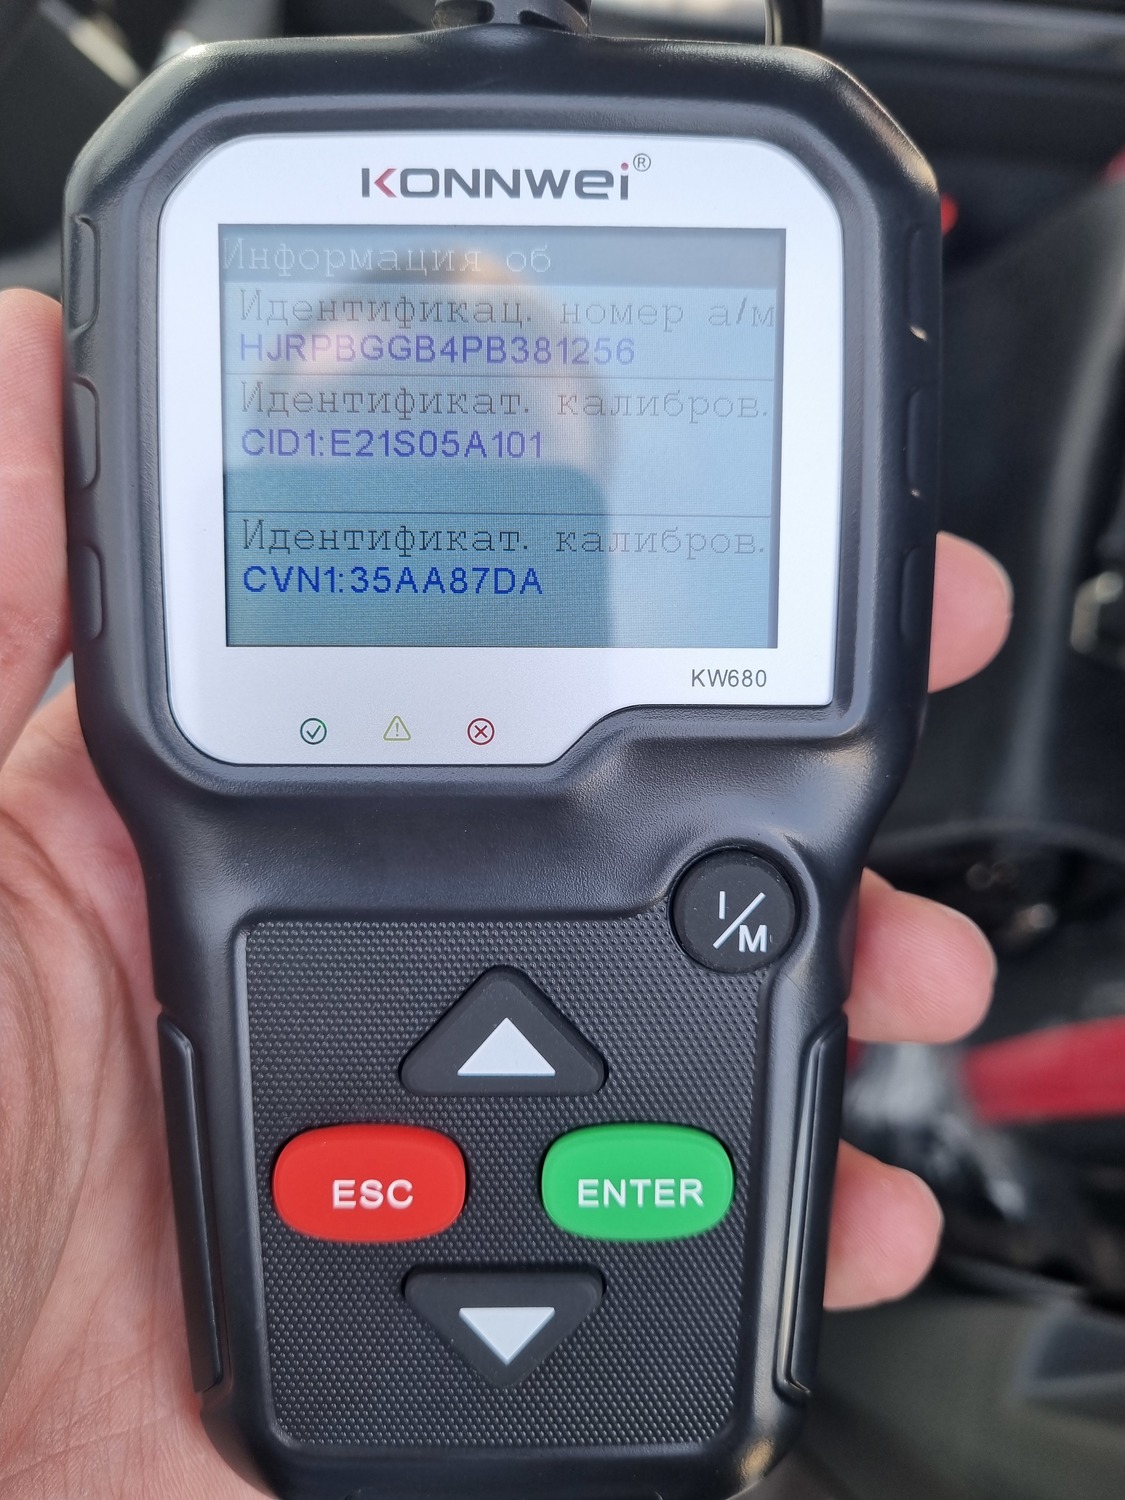 KONNWEI®
Информация об
Идентификац. номер а/м
HJRPBGGB4PB381256
Идентификат. калибров.
CID1:E21S05A101
Идентификат. калибров.
CVN1:35AA87DA
KW680
I/M
ESC
ENTER